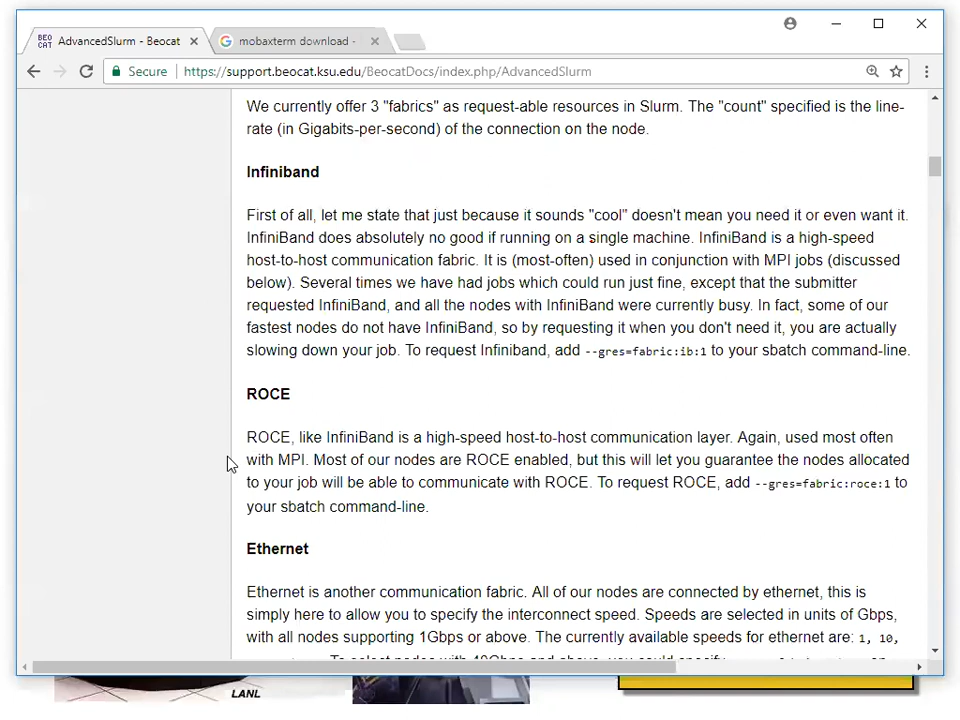 BEO
CAT
AdvancedSlurm - Beocat
mobaxterm download -
Secure
https://support.beocat.ksu.edu/BeocatDocs/index.php/AdvancedSlurm
We currently offer 3 "fabrics" as request-able resources in Slurm. The "count" specified is the line-
rate (in Gigabits-per-second) of the connection on the node.
Infiniband
First of all, let me state that just because it sounds "cool" doesn't mean you need it or even want it.
InfiniBand does absolutely no good if running on a single machine. InfiniBand is a high-speed
host-to-host communication fabric. It is (most-often) used in conjunction with MPI jobs (discussed
below). Several times we have had jobs which could run just fine, except that the submitter
requested InfiniBand, and all the nodes with InfiniBand were currently busy. In fact, some of our
fastest nodes do not have InfiniBand, so by requesting it when you don't need it, you are actually
slowing down your job. To request Infiniband, add --gres=fabric:ib:1 to your sbatch command-line.
ROCE
ROCE, like InfiniBand is a high-speed host-to-host communication layer. Again, used most often
with MPI. Most of our nodes are ROCE enabled, but this will let you guarantee the nodes allocated
to your job will be able to communicate with ROCE. To request ROCE, add --gres=fabric:roce:1 to
your sbatch command-line.
Ethernet
Ethernet is another communication fabric. All of our nodes are connected by ethernet, this is
simply here to allow you to specify the interconnect speed. Speeds are selected in units of Gbps,
with all nodes supporting 1Gbps or above. The currently available speeds for ethernet are: 1, 10,
To select nodes with 40Gbps and above, you could specify
LANL